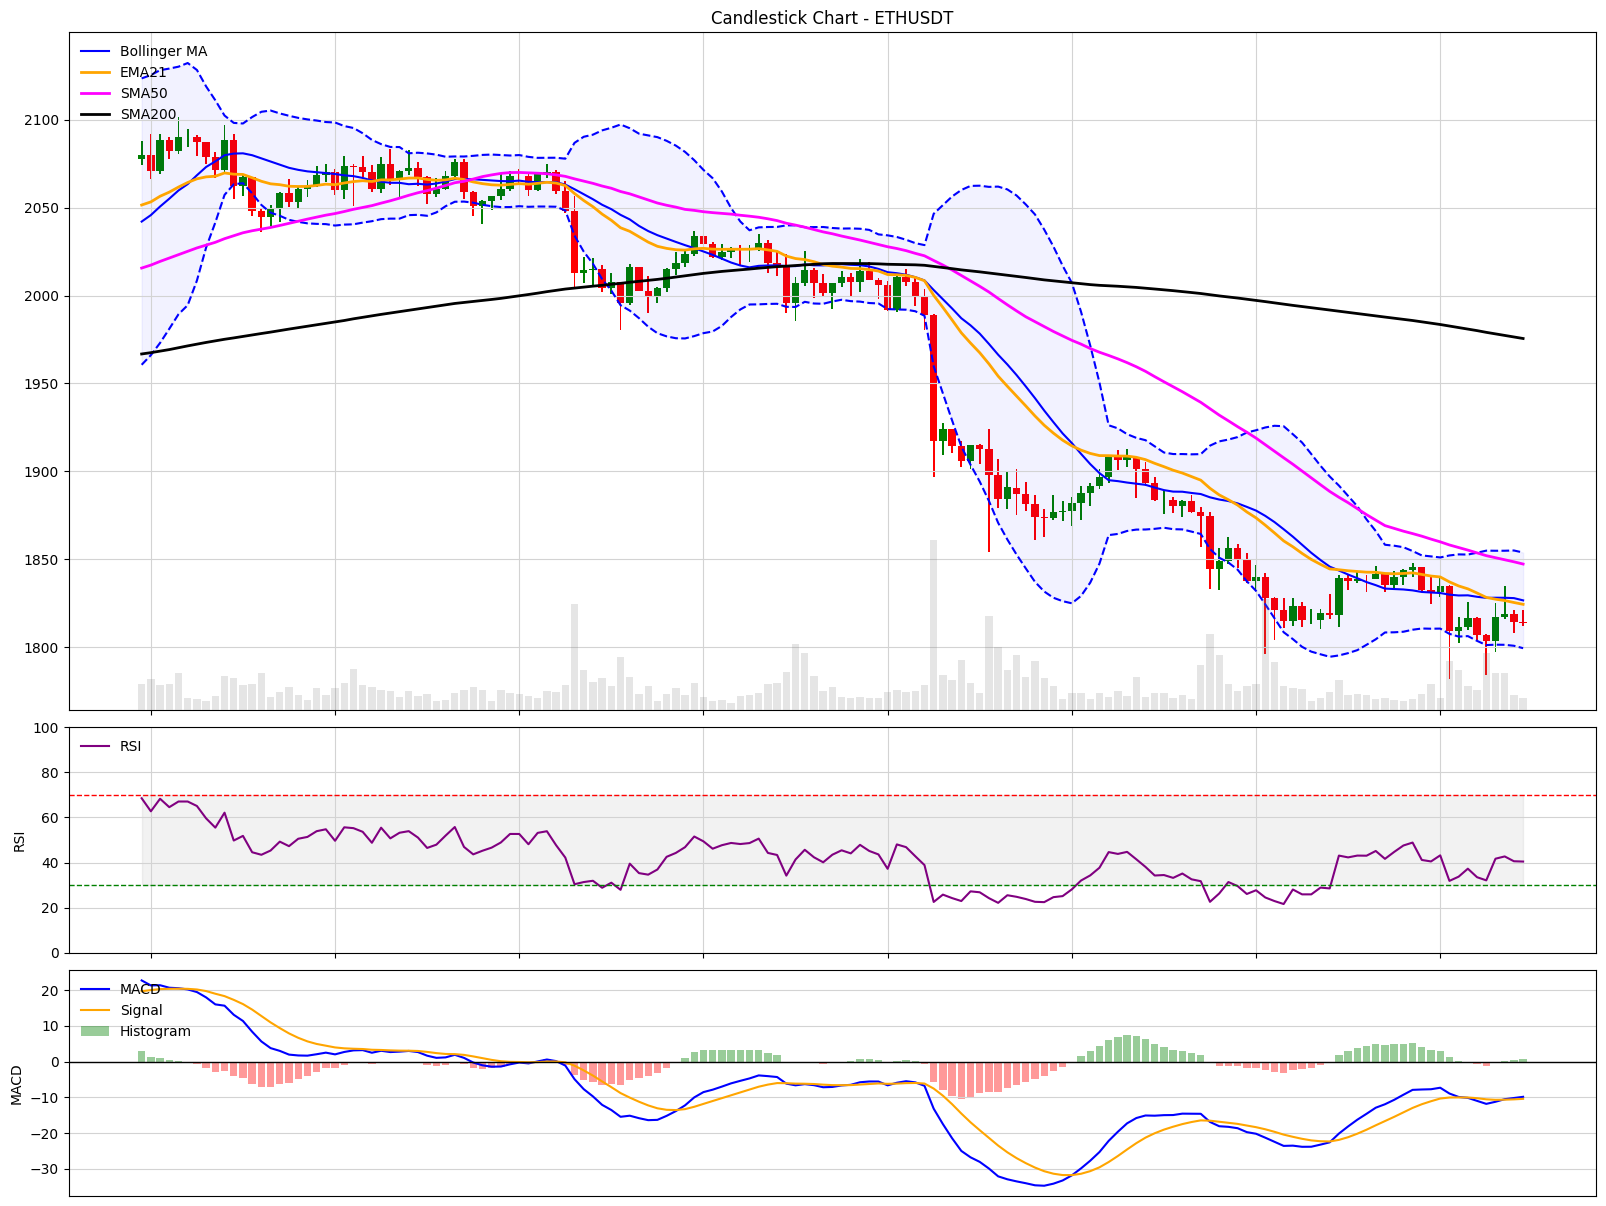 Candlestick Chart - ETHUSDT
Bollinger MA
EMA21
SMA50
SMA200
2100
2050
2000
1950
1900
1850
1800
RSI
100
80
60
40
20
0
RSI
MACD
Signal
Histogram
20
10
0
−10
−20
−30
MACD